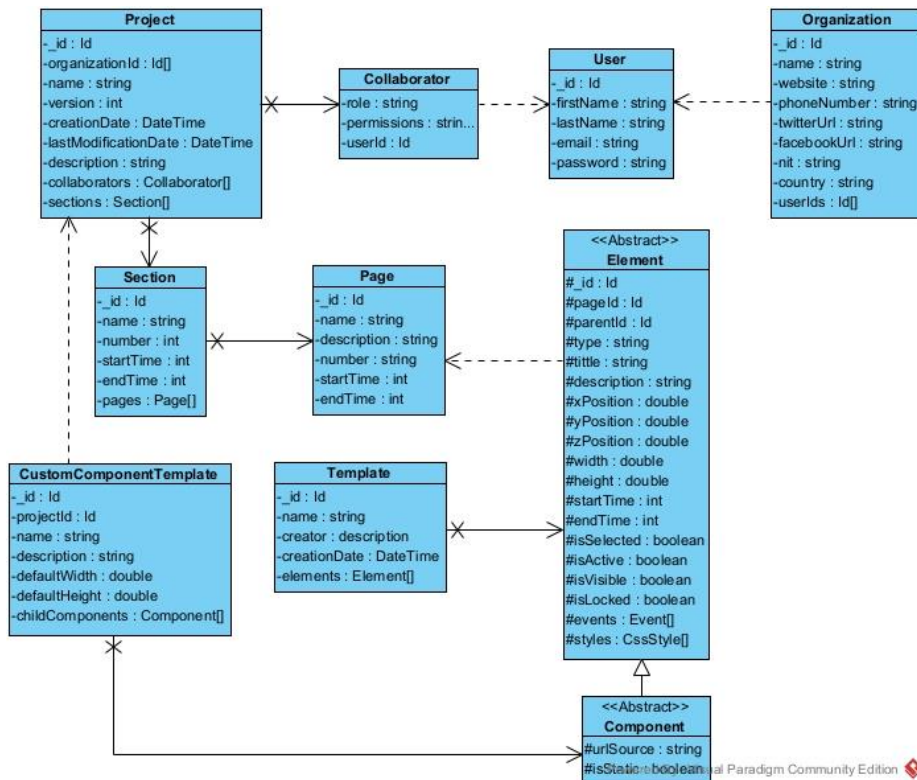 Project
-_id : Id
-organizationId : Id[]
-name : string
-version : int
-creationDate : DateTime
-lastModificationDate : DateTime
-description : string
-collaborators : Collaborator[]
-sections : Section[]
Collaborator
-role : string
-permissions : strin...
-userId : Id
User
-_id : Id
-firstName : string
-lastName : string
-email : string
-password : string
Organization
-_id : Id
-name : string
-website : string
-phoneNumber : string
-twitterUrl : string
-facebookUrl : string
-nit : string
-country : string
-userIds : Id[]
Section
-_id : Id
-name : string
-number : int
-startTime : int
-endTime : int
-pages : Page[]
Page
-_id : Id
-name : string
-description : string
-number : string
-startTime : int
-endTime : int
<<Abstract>>
Element
#_id : Id
#pageId : Id
#parentId : Id
#type : string
#tittle : string
#description : string
#xPosition : double
#yPosition : double
#zPosition : double
#width : double
#height : double
#startTime : int
#endTime : int
#isSelected : boolean
#isActive : boolean
#isVisible : boolean
#isLocked : boolean
#events : Event[]
#styles : CssStyle[]
CustomComponentTemplate
-_id : Id
-projectId : Id
-name : string
-description : string
-defaultWidth : double
-defaultHeight : double
-childComponents : Component[]
Template
-_id : Id
-name : string
-creator : description
-creationDate : DateTime
-elements : Element[]
<<Abstract>>
Component
#urlSource : string
#isStatic : boolean
Paradigm Community Edition